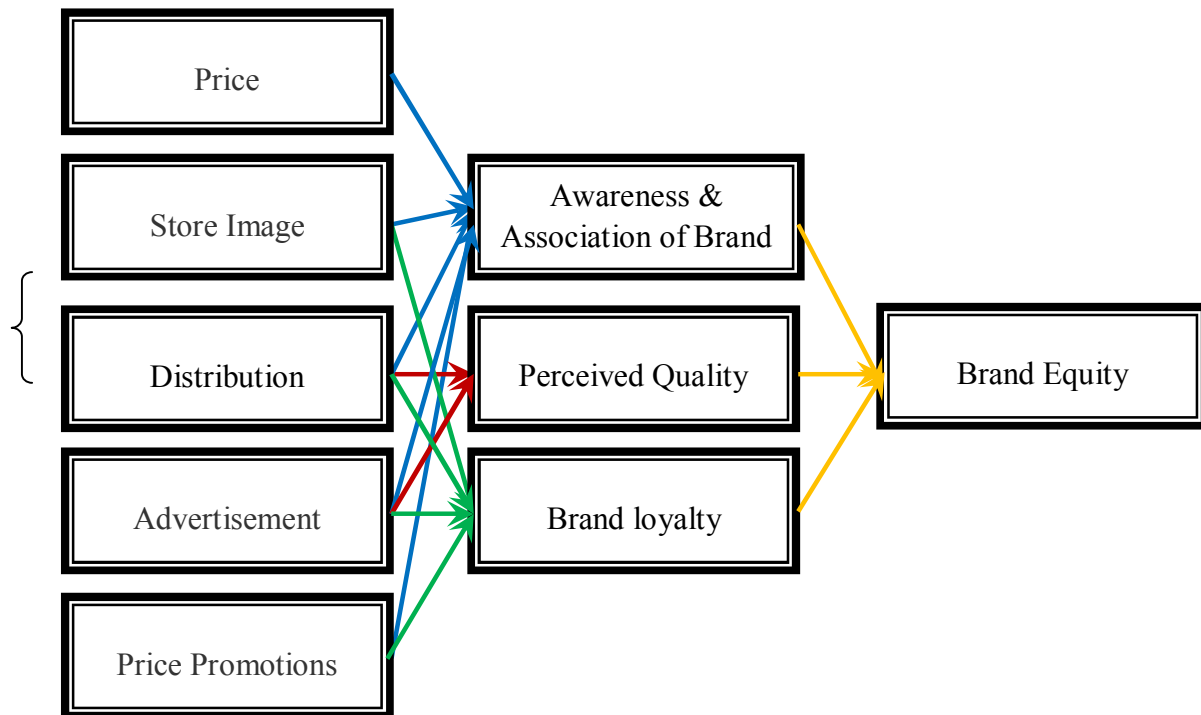 Price
Store Image
Distribution
Advertisement
Price Promotions
Awareness &
Association of Brand
Perceived Quality
Brand loyalty
Brand Equity